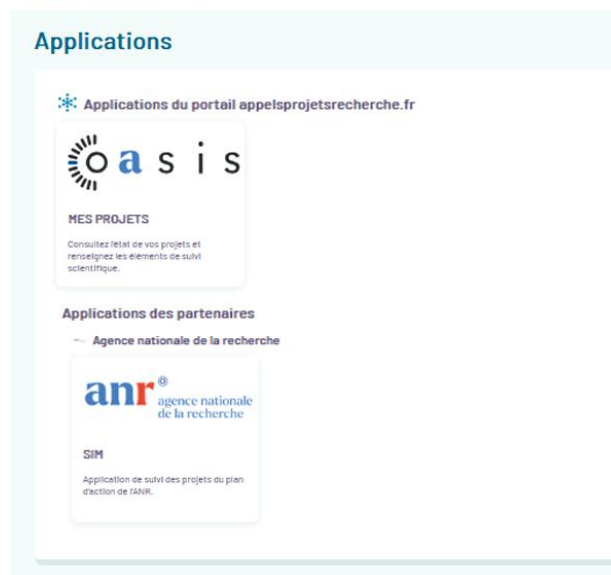 Applications
Applications du portail appelsprojetsrecherche.fr
oasis
MES PROJETS
Consultez l'état de vos projets et
renseignez les éléments de suivi
scientifique.
Applications des partenaires
Agence nationale de la recherche
anr
agence nationale
de la recherche
SIM
Application de suivi des projets du plan
d'action de l'ANR.